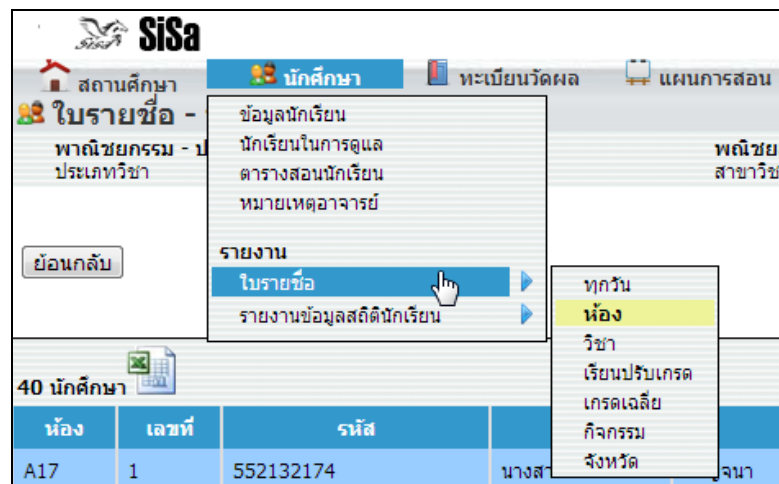 SiSa
สถานศึกษา นักศึกษา ทะเบียนวัดผล แผนการสอน
ใบรายชื่อ -
พาณิชยกรรม - ป
พณิชย
ประเภทวิชา
สาขาวิช
ข้อมูลนักเรียน
นักเรียนในการดูแล
ตารางสอนนักเรียน
หมายเหตุอาจารย์
รายงาน
ใบรายชื่อ
รายงานข้อมูลสถิตินักเรียน
ย้อนกลับ
ทุกวัน
ห้อง
วิชา
เรียนปรับเกรด
เกรดเฉลี่ย
กิจกรรม
จังหวัด
40 นักศึกษา
ห้อง เลขที่ รหัส
A17 1 552132174 นางสา จนา